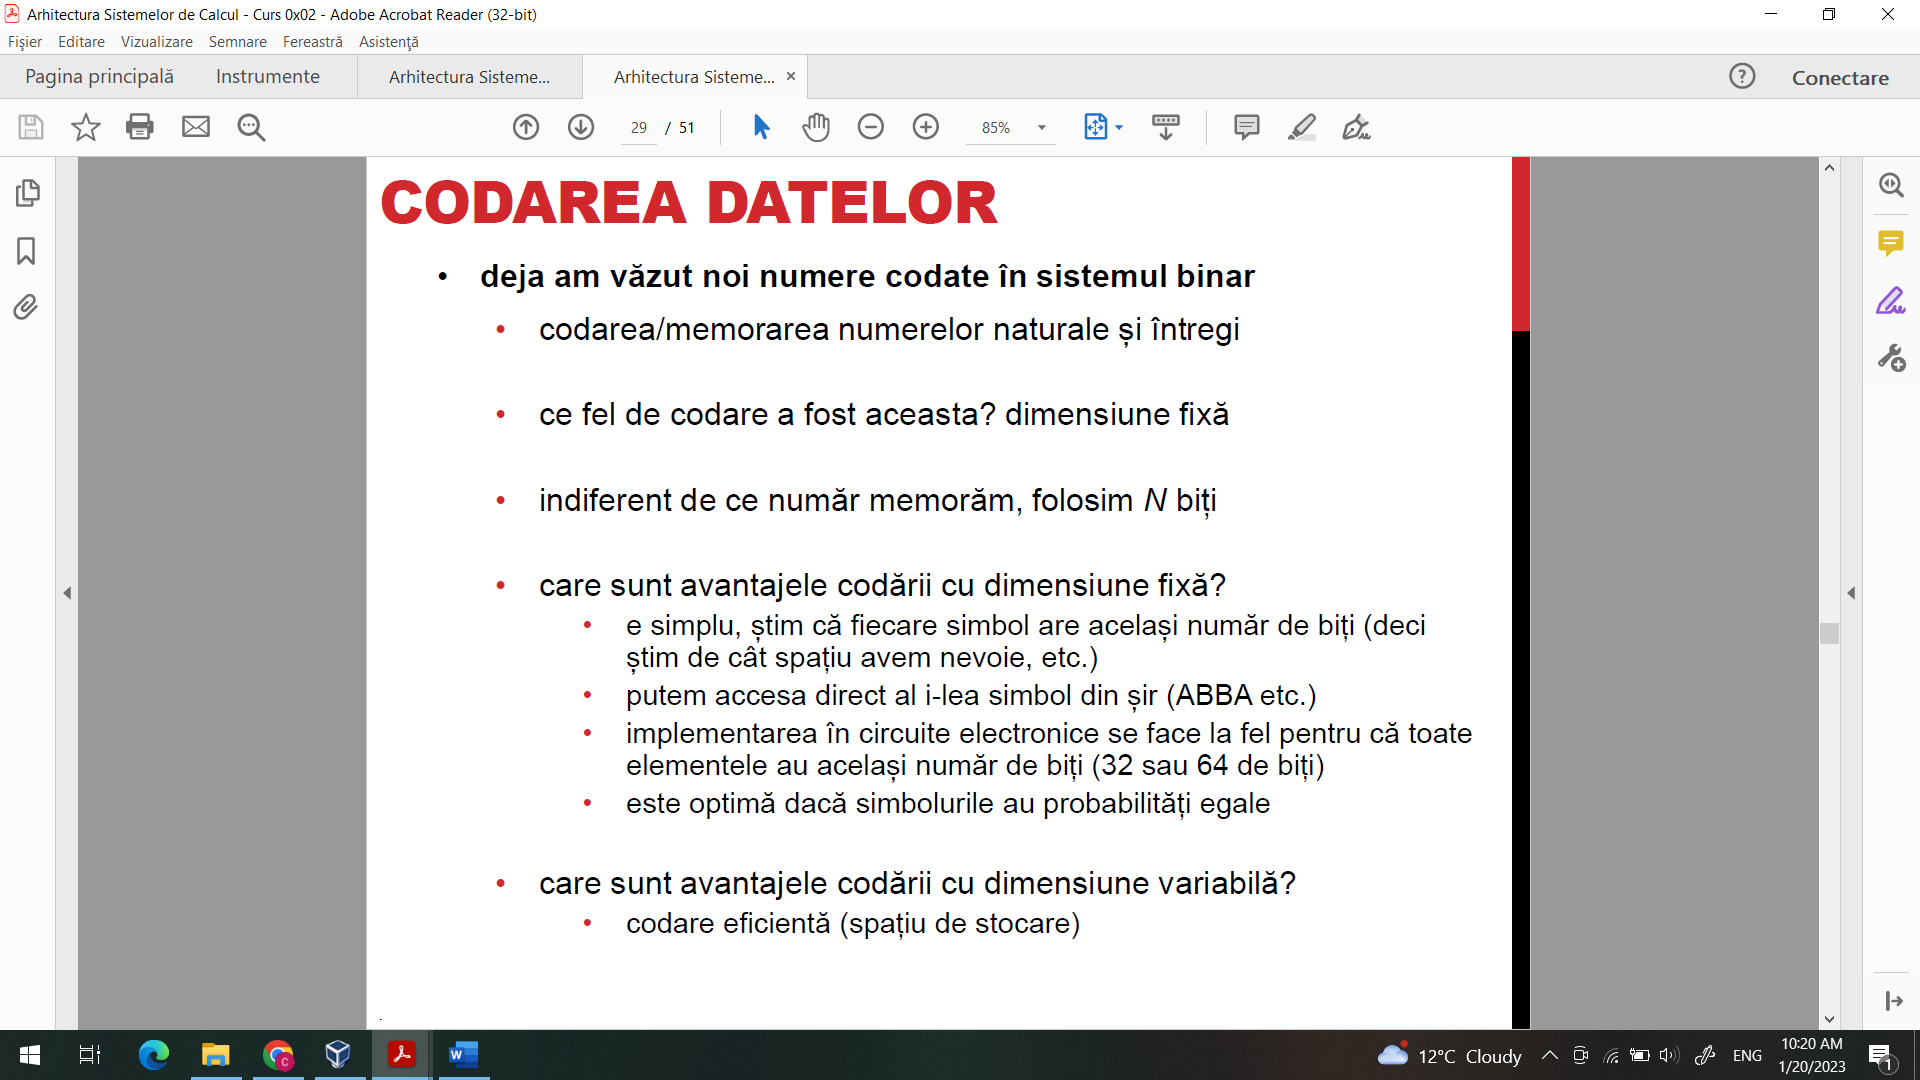 Arhitectura Sistemelor de Calcul - Curs 0x02 - Adobe Acrobat Reader (32-bit)
Fişier Editare Vizualizare Semnare Fereastră Asistenţă
Pagina principală Instrumente Arhitectura Sisteme... Arhitectura Sisteme... × Conectare
29 / 51 85%
CODAREA DATELOR
• deja am văzut noi numere codate în sistemul binar
• codarea/memorarea numerelor naturale și întregi
• ce fel de codare a fost aceasta? dimensiune fixă
• indiferent de ce număr memorăm, folosim N biți
• care sunt avantajele codării cu dimensiune fixă?
• e simplu, știm că fiecare simbol are același număr de biți (deci
știm de cât spațiu avem nevoie, etc.)
• putem accesa direct al i-lea simbol din șir (ABBA etc.)
• implementarea în circuite electronice se face la fel pentru că toate
elementele au același număr de biți (32 sau 64 de biți)
• este optimă dacă simbolurile au probabilități egale
• care sunt avantajele codării cu dimensiune variabilă?
• codare eficientă (spațiu de stocare)
.
12°C Cloudy ENG 10:20 AM
1/20/2023
1